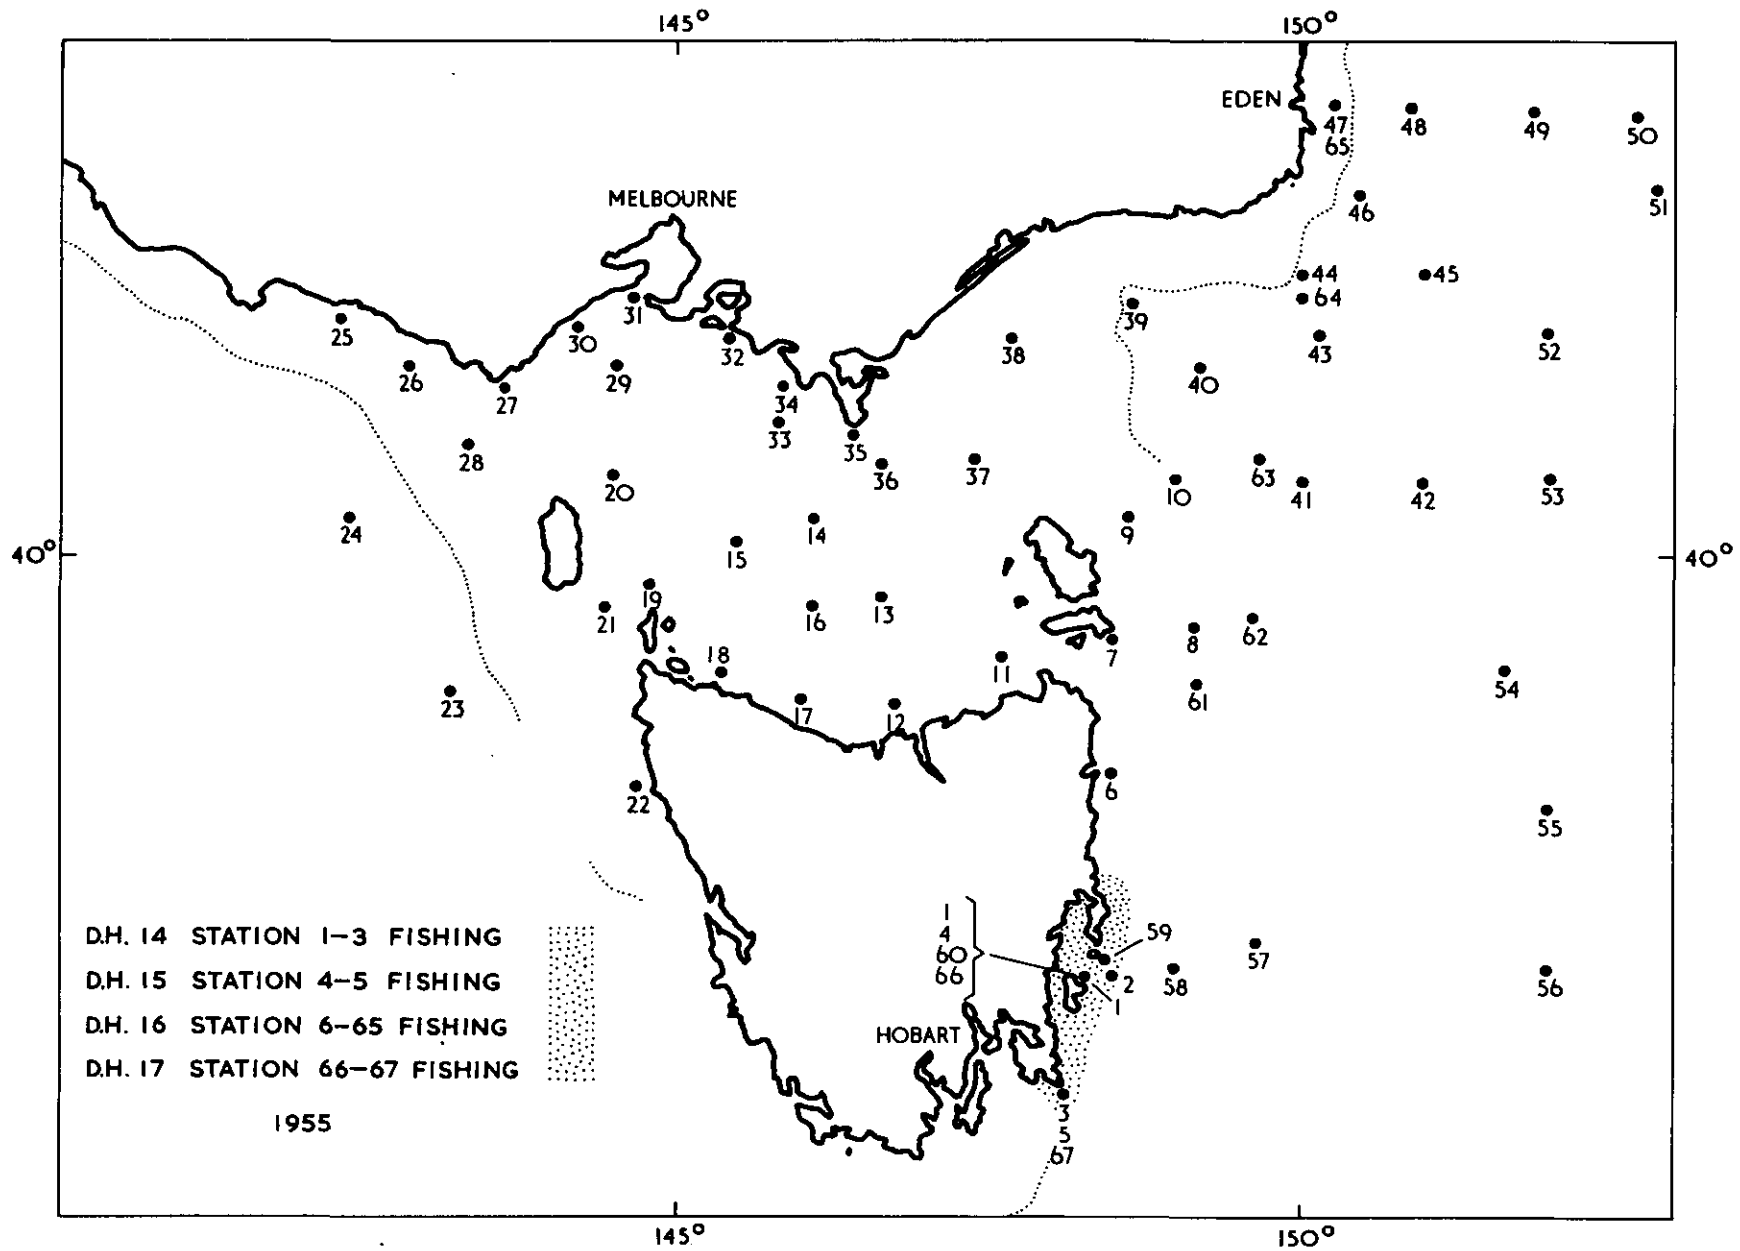 145° 150°
EDEN
47 48 49 50
65
MELBOURNE
46 51
44 45
64
31 39
25 30 32 38 43 52
26 29 40
27 34
33
28 35 36 37 63
20 10 41 42 53
24 14 9
40° 15 40°
19
21 16 13
18 7 8 62
11
23 17 12 61 54
22 6
55
1
4
60
66
59
57
2 58 56
1
D.H. 14 STATION 1–3 FISHING
D.H. 15 STATION 4–5 FISHING
D.H. 16 STATION 6–65 FISHING
D.H. 17 STATION 66–67 FISHING
1955
HOBART
3
5
67
145° 150°